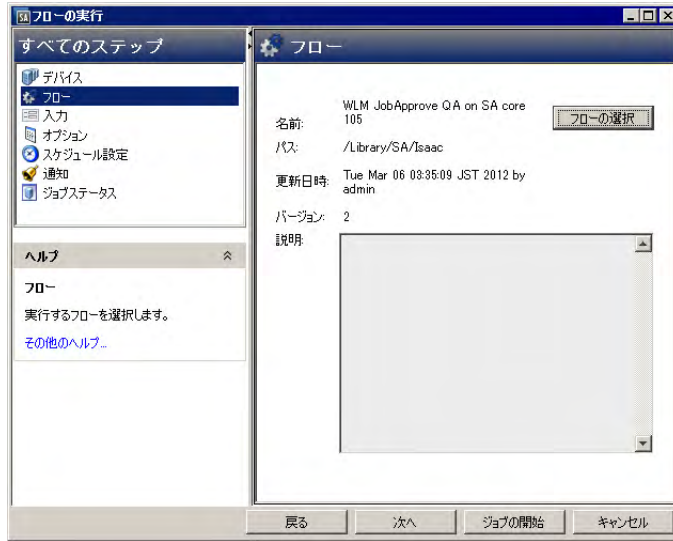 SA フローの実行
すべてのステップ
デバイス
フロー
入力
オプション
スケジュール設定
通知
ジョブステータス
ヘルプ
フロー
実行するフローを選択します。
その他のヘルプ...
フロー
名前:
WLM JobApprove QA on SA core
105
フローの選択
パス:
/Library/SA/Isaac
更新日時:
Tue Mar 06 03:35:09 JST 2012 by
admin
バージョン:
2
説明:
戻る
次へ
ジョブの開始
キャンセル